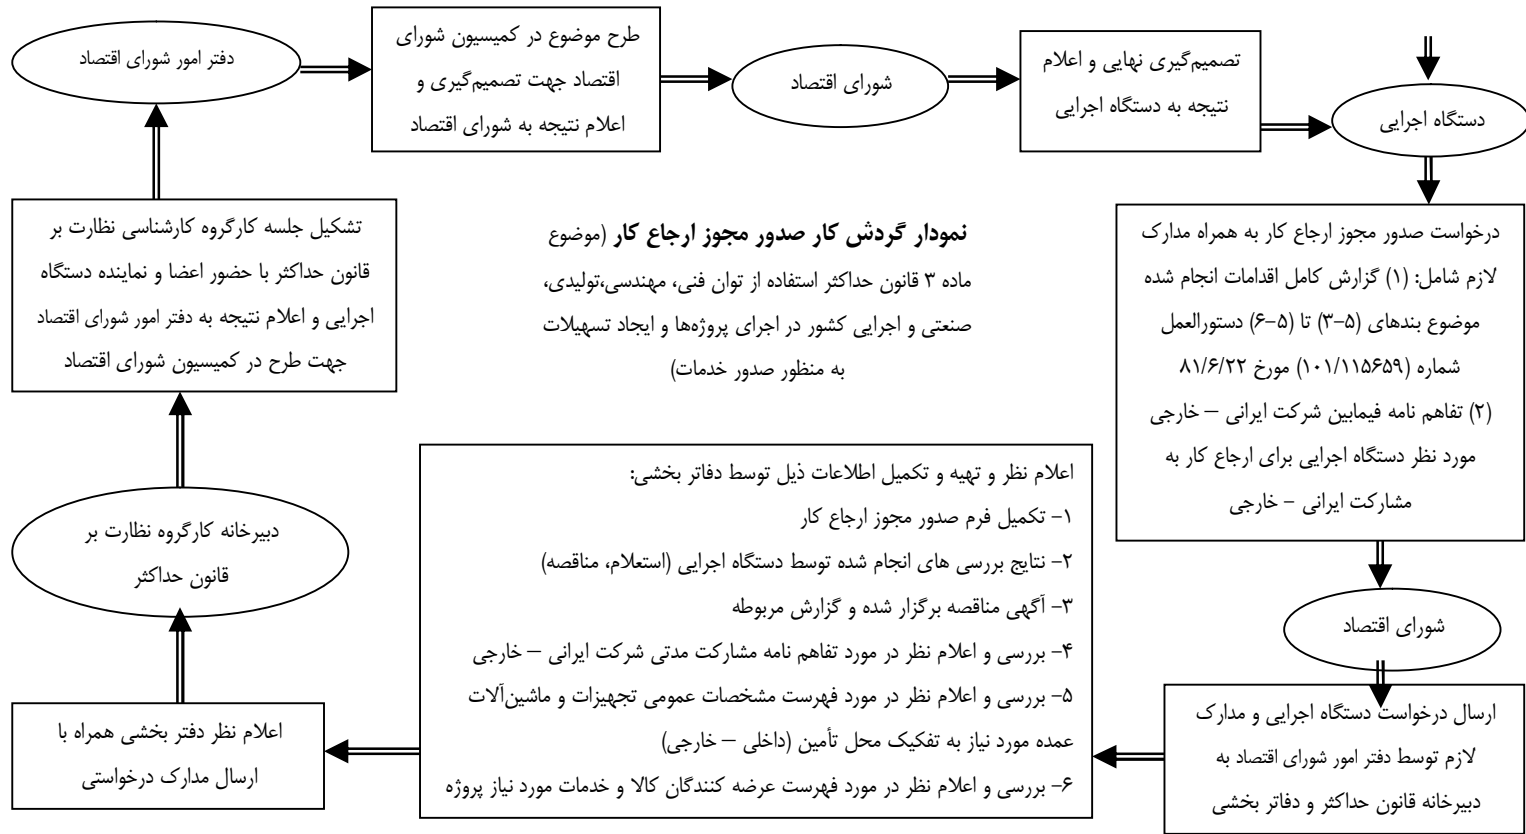 نمودار گردش کار صدور مجوز ارجاع کار (موضوع
ماده ۳ قانون حداکثر استفاده از توان فنی، مهندسی،تولیدی،
صنعتی و اجرایی کشور در اجرای پروژه‌ها و ایجاد تسهیلات
به منظور صدور خدمات)
دستگاه اجرایی
درخواست صدور مجوز ارجاع کار به همراه مدارک
لازم شامل: (۱) گزارش کامل اقدامات انجام شده
موضوع بندهای (۵-۳) تا (۵-۶) دستورالعمل
شماره (۱۰۱/۱۱۵۶۵۹) مورخ ۸۱/۶/۲۲
(۲) تفاهم نامه فیمابین شرکت ایرانی – خارجی
مورد نظر دستگاه اجرایی برای ارجاع کار به
مشارکت ایرانی - خارجی
شورای اقتصاد
ارسال درخواست دستگاه اجرایی و مدارک
لازم توسط دفتر امور شورای اقتصاد به
دبیرخانه قانون حداکثر و دفاتر بخشی
اعلام نظر و تهیه و تکمیل اطلاعات ذیل توسط دفاتر بخشی:
۱- تکمیل فرم صدور مجوز ارجاع کار
۲- نتایج بررسی های انجام شده توسط دستگاه اجرایی (استعلام، مناقصه)
۳- آگهی مناقصه برگزار شده و گزارش مربوطه
۴- بررسی و اعلام نظر در مورد تفاهم نامه مشارکت مدتی شرکت ایرانی – خارجی
۵- بررسی و اعلام نظر در مورد فهرست مشخصات عمومی تجهیزات و ماشین‌آلات
عمده مورد نیاز به تفکیک محل تأمین (داخلی – خارجی)
۶- بررسی و اعلام نظر در مورد فهرست عرضه کنندگان کالا و خدمات مورد نیاز پروژه
اعلام نظر دفتر بخشی همراه با
ارسال مدارک درخواستی
دبیرخانه کارگروه نظارت بر
قانون حداکثر
تشکیل جلسه کارگروه کارشناسی نظارت بر
قانون حداکثر با حضور اعضا و نماینده دستگاه
اجرایی و اعلام نتیجه به دفتر امور شورای اقتصاد
جهت طرح در کمیسیون شورای اقتصاد
دفتر امور شورای اقتصاد
طرح موضوع در کمیسیون شورای
اقتصاد جهت تصمیم‌گیری و
اعلام نتیجه به شورای اقتصاد
شورای اقتصاد
تصمیم‌گیری نهایی و اعلام
نتیجه به دستگاه اجرایی